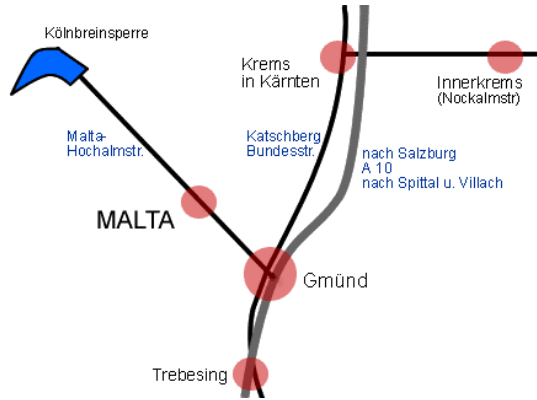 Kölnbreinsperre
Krems
in Kärnten
Innerkrems
(Nockalmstr)
Malta-
Hochalmstr.
Katschberg
Bundesstr.
nach Salzburg
A 10
nach Spittal u. Villach
MALTA
Gmünd
Trebesing